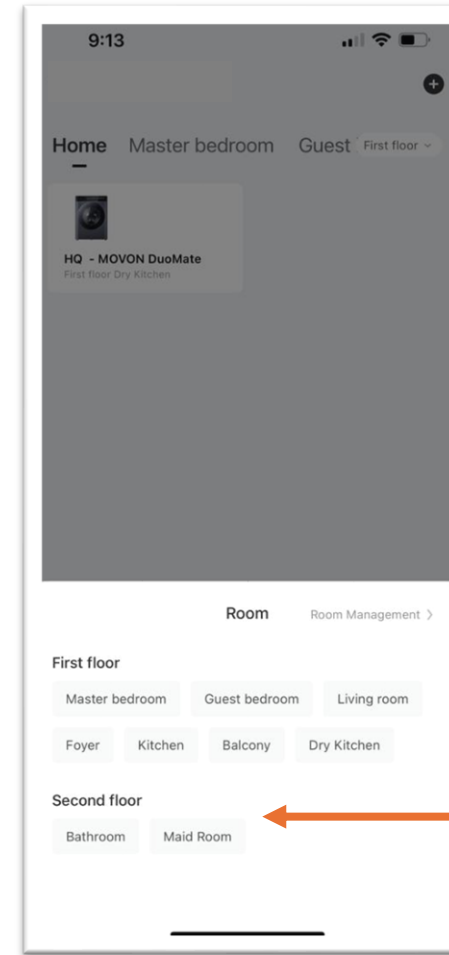 9:13
Home Master bedroom Guest First floor
HQ - MOVON DuoMate
First floor Dry Kitchen
Room Room Management >
First floor
Master bedroom Guest bedroom Living room
Foyer Kitchen Balcony Dry Kitchen
Second floor
Bathroom Maid Room